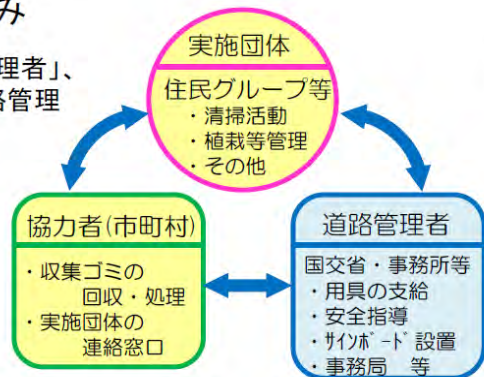 み
理者」、
路管理
実施団体
住民グループ等
・清掃活動
・植栽等管理
・その他
協力者(市町村)
・収集ゴミの
回収・処理
・実施団体の
連絡窓口
道路管理者
国交省・事務所等
・用具の支給
・安全指導
・ｻｲﾝﾎﾞｰﾄﾞ設置
・事務局　等